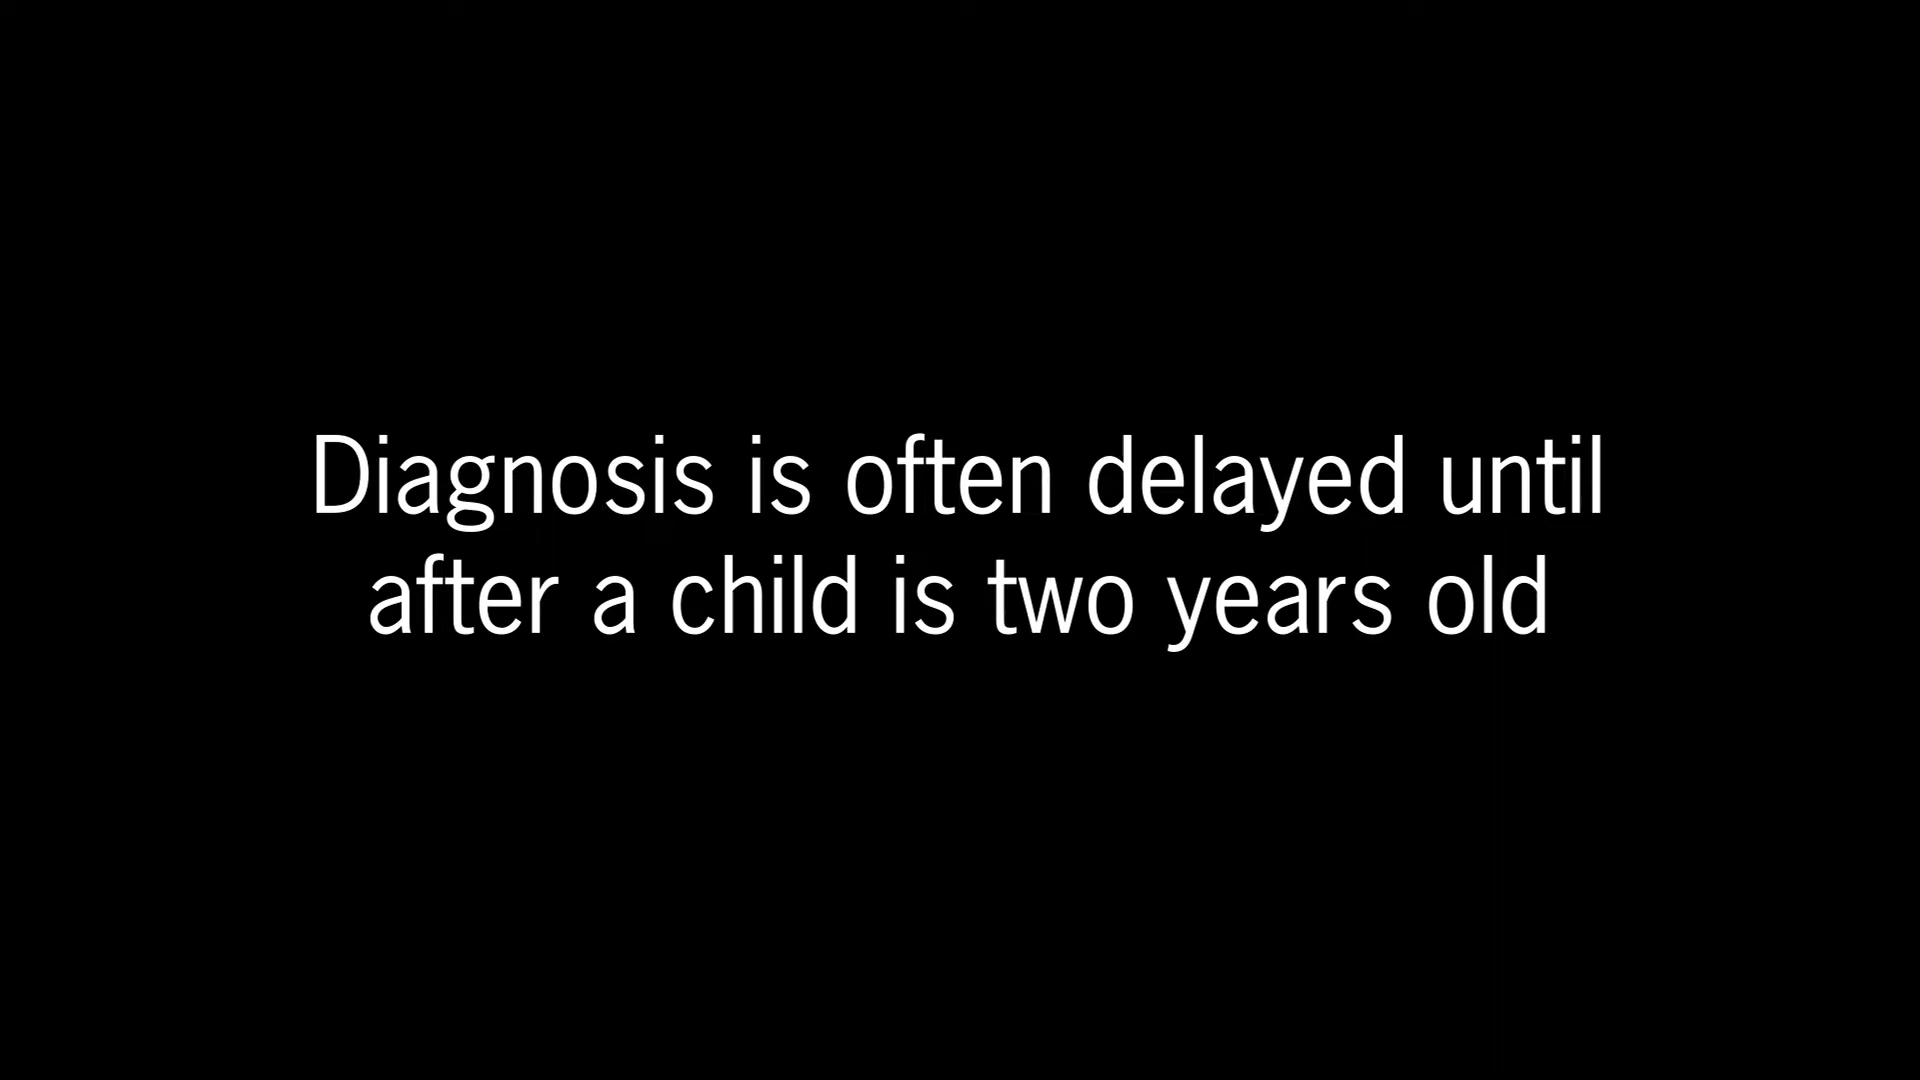 Diagnosis is often delayed until
after a child is two years old